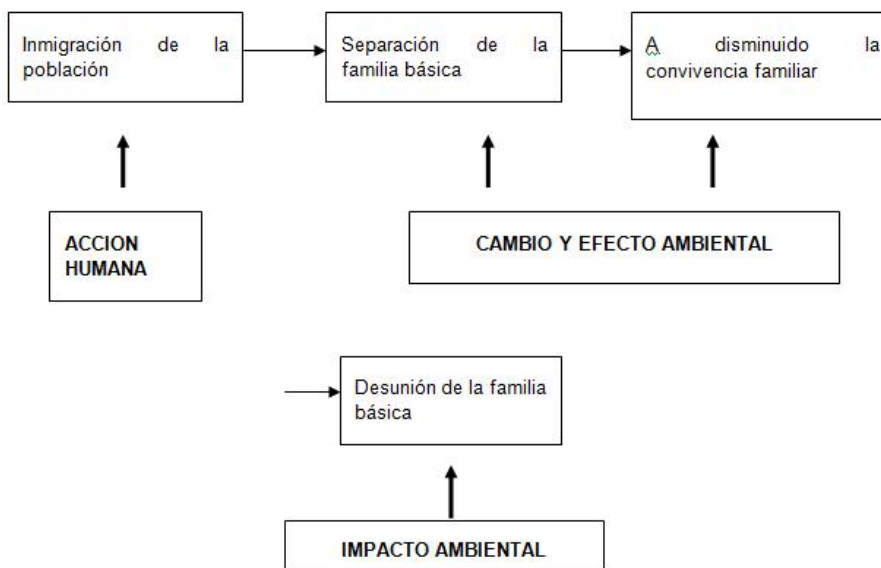 Inmigración de la
población
Separación de la
familia básica
A disminuido la
convivencia familiar
ACCION
HUMANA
CAMBIO Y EFECTO AMBIENTAL
Desunión de la familia
básica
IMPACTO AMBIENTAL